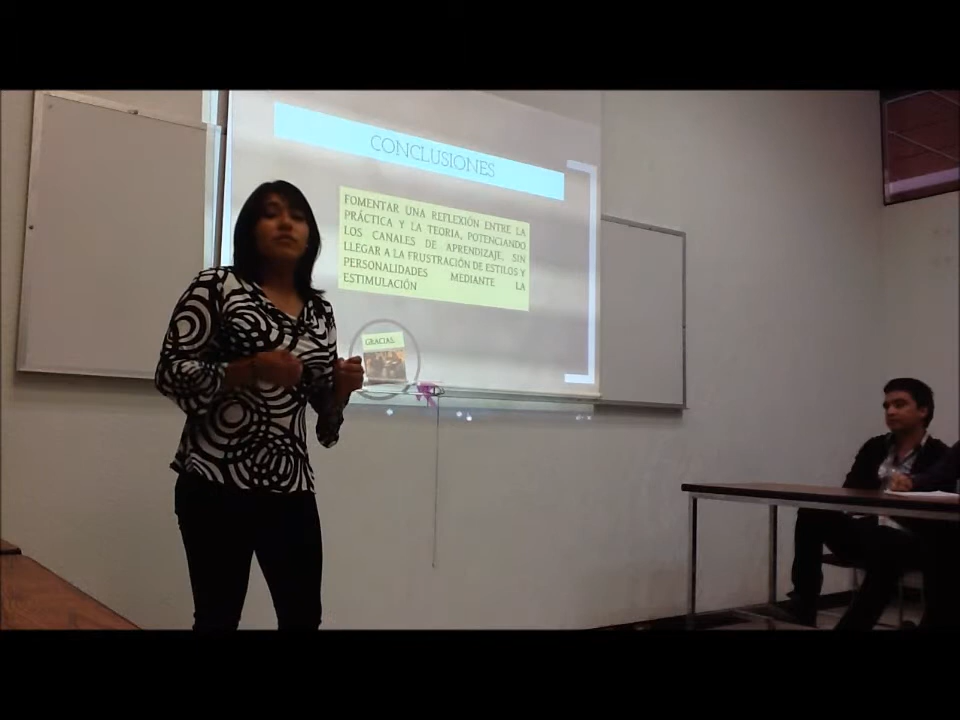 CONCLUSIONES
FOMENTAR UNA REFLEXIÓN ENTRE LA
PRÁCTICA Y LA TEORIA, POTENCIANDO
LOS CANALES DE APRENDIZAJE, SIN
LLEGAR A LA FRUSTRACIÓN DE ESTILOS Y
PERSONALIDADES MEDIANTE LA
ESTIMULACIÓN
GRACIAS